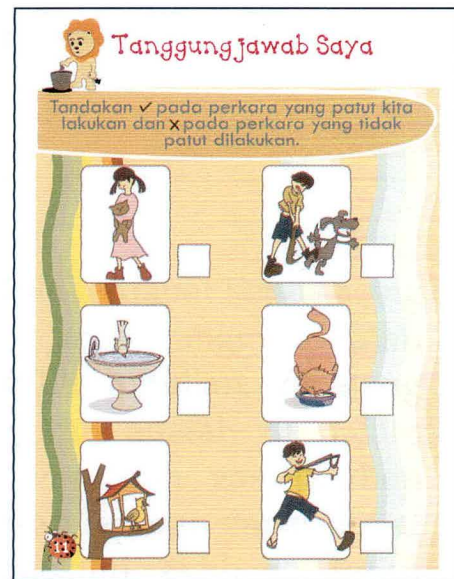 Tanggungjawab Saya
Tandakan ✓ pada perkara yang patut kita
lakukan dan x pada perkara yang tidak
patut dilakukan.
11